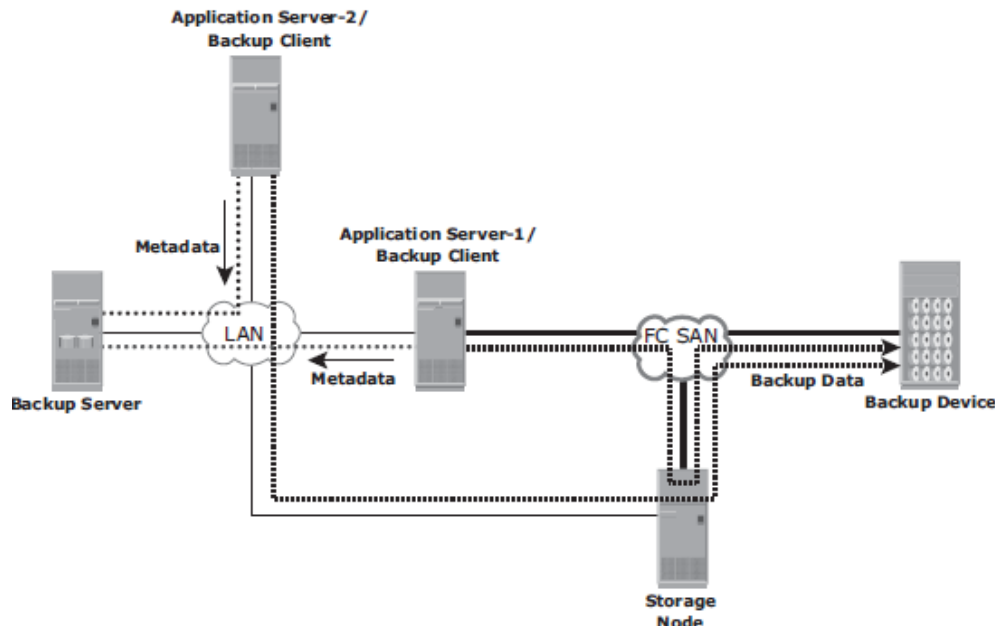 Application Server-2/
Backup Client
Metadata
Application Server-1/
Backup Client
LAN
FC SAN
Metadata
Backup Data
Backup Server
Backup Device
Storage
Node